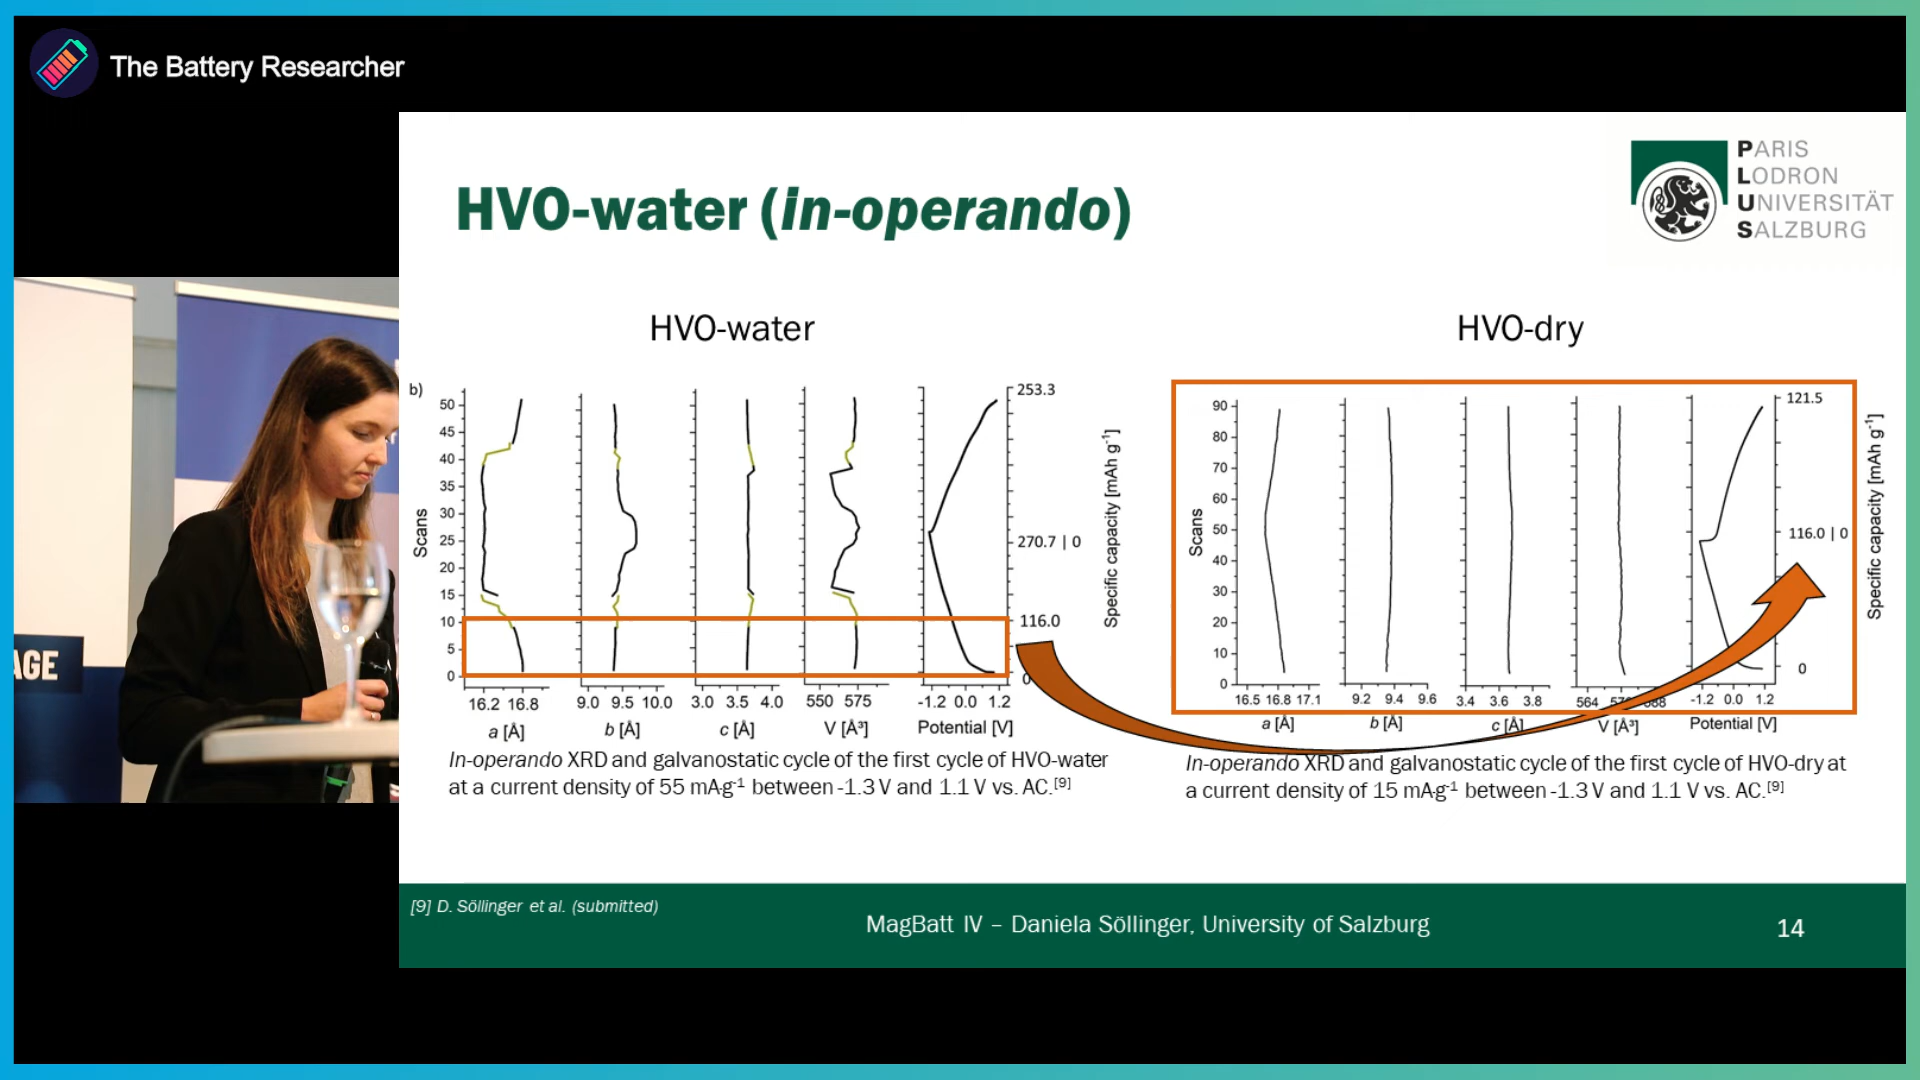 The Battery Researcher
HVO-water (in-operando)
PARIS
LODRON
UNIVERSITÄT
SALZBURG
HVO-water
b)
50
45
40
35
30
25
20
15
10
5
0
Scans
16.2 16.8
a [Å]
9.0 9.5 10.0
b [Å]
3.0 3.5 4.0
c [Å]
550 575
V [Å³]
-1.2 0.0 1.2
Potential [V]
253.3
270.7 | 0
116.0
0
Specific capacity [mAh g⁻¹]
In-operando XRD and galvanostatic cycle of the first cycle of HVO-water
at a current density of 55 mAg⁻¹ between -1.3 V and 1.1 V vs. AC.[9]
HVO-dry
90
80
70
60
50
40
30
20
10
0
Scans
16.5 16.8 17.1
a [Å]
9.2 9.4 9.6
b [Å]
3.4 3.6 3.8
c [Å]
564
V [Å³]
-1.2 0.0 1.2
Potential [V]
121.5
116.0 | 0
0
Specific capacity [mAh g⁻¹]
In-operando XRD and galvanostatic cycle of the first cycle of HVO-dry at
a current density of 15 mAg⁻¹ between -1.3 V and 1.1 V vs. AC.[9]
AGE
[9] D. Söllinger et al. (submitted)
MagBatt IV – Daniela Söllinger, University of Salzburg
14